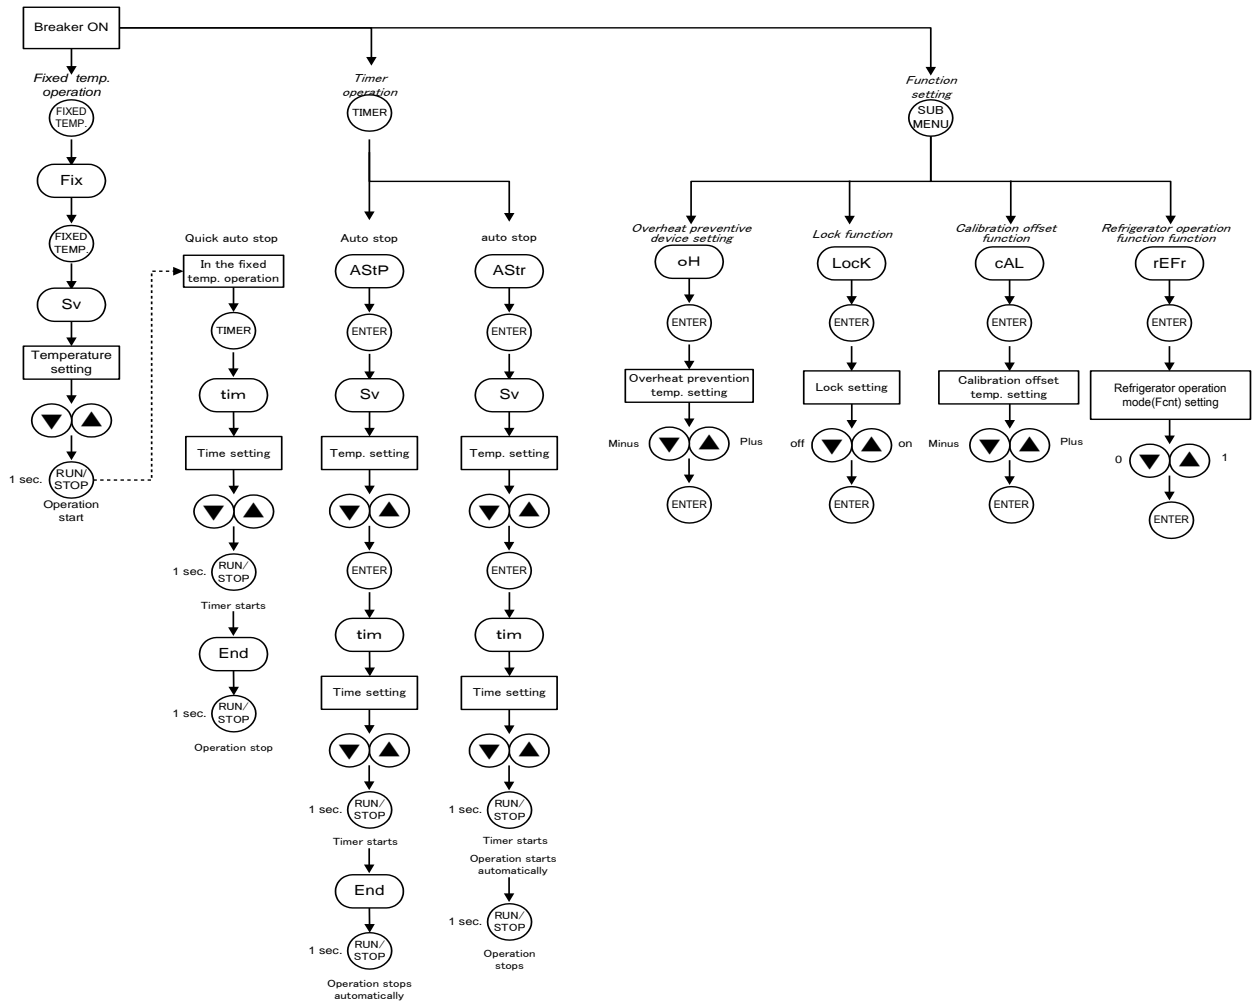 Breaker ON
Fixed temp.
operation
FIXED
TEMP.
Fix
FIXED
TEMP.
Sv
Temperature
setting
▼ ▲
1 sec.
RUN/
STOP
Operation
start
Quick auto stop
In the fixed
temp. operation
TIMER
tim
Time setting
▼ ▲
1 sec.
RUN/
STOP
Timer starts
End
1 sec.
RUN/
STOP
Operation stop
Timer
operation
TIMER
Auto stop
AStP
ENTER
Sv
Temp. setting
▼ ▲
ENTER
tim
Time setting
▼ ▲
1 sec.
RUN/
STOP
Timer starts
End
1 sec.
RUN/
STOP
Operation stops
automatically
auto stop
AStr
ENTER
Sv
Temp. setting
▼ ▲
ENTER
tim
Time setting
▼ ▲
1 sec.
RUN/
STOP
Timer starts
Operation starts
automatically
1 sec.
RUN/
STOP
Operation
stops
Function
setting
SUB
MENU
Overheat preventive
device setting
oH
ENTER
Overheat prevention
temp. setting
Minus ▼ ▲ Plus
ENTER
Lock function
LocK
ENTER
Lock setting
off ▼ ▲ on
ENTER
Calibration offset
function
cAL
ENTER
Calibration offset
temp. setting
Minus ▼ ▲ Plus
ENTER
Refrigerator operation
function function
rEFr
ENTER
Refrigerator operation
mode(Fcnt) setting
0 ▼ ▲ 1
ENTER